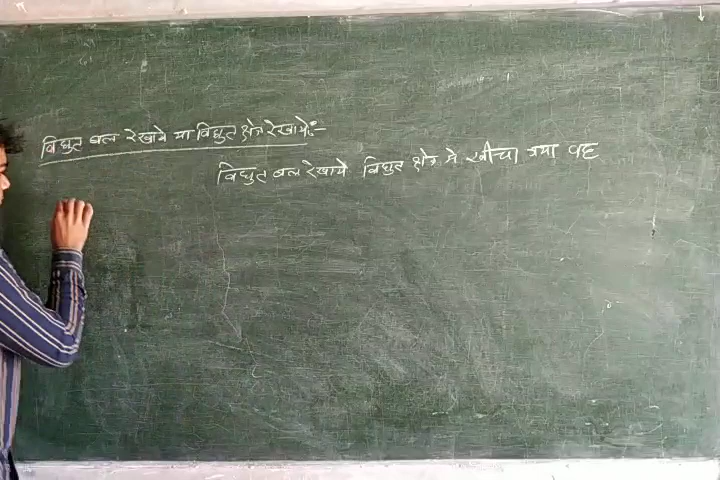 विधुत बल रेखाये या विधुत क्षेत्र रेखाये:-
विधुत बल रेखाये विधुत क्षेत्र मे खींचा गया वह